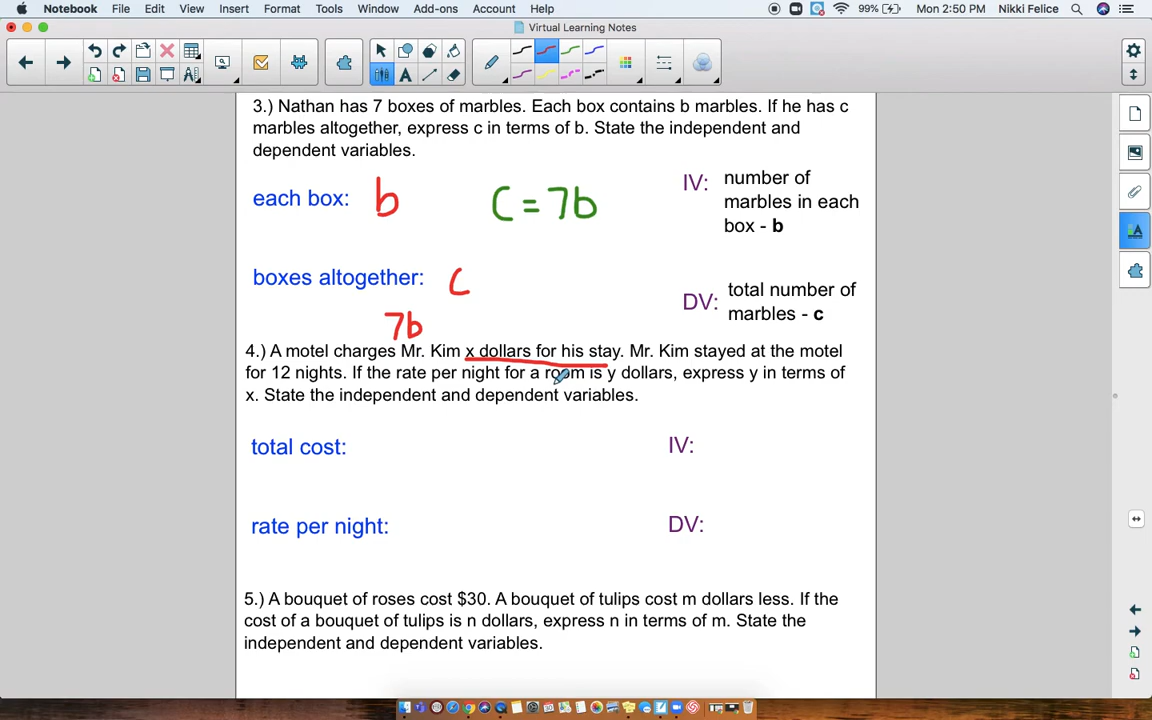 Notebook File Edit View Insert Format Tools Window Add-ons Account Help 99% Mon 2:50 PM Nikki Felice
Virtual Learning Notes
3.) Nathan has 7 boxes of marbles. Each box contains b marbles. If he has c
marbles altogether, express c in terms of b. State the independent and
dependent variables.
each box: b
C = 7b
IV: number of
marbles in each
box - b
boxes altogether: C
7b
DV: total number of
marbles - c
4.) A motel charges Mr. Kim x dollars for his stay. Mr. Kim stayed at the motel
for 12 nights. If the rate per night for a room is y dollars, express y in terms of
x. State the independent and dependent variables.
total cost:
IV:
rate per night:
DV:
5.) A bouquet of roses cost $30. A bouquet of tulips cost m dollars less. If the
cost of a bouquet of tulips is n dollars, express n in terms of m. State the
independent and dependent variables.